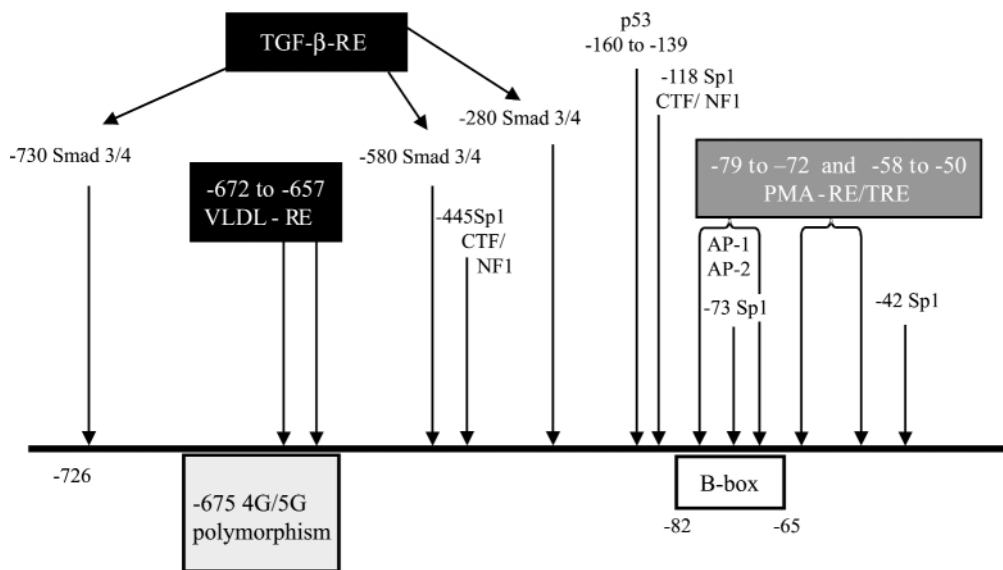 TGF-β-RE
p53
-160 to -139
-118 Sp1
CTF/ NF1
-280 Smad 3/4
-730 Smad 3/4
-580 Smad 3/4
-672 to -657
VLDL - RE
-79 to –72 and -58 to -50
PMA - RE/TRE
-445Sp1
CTF/
NF1
AP-1
AP-2
-73 Sp1
-42 Sp1
-726
-675 4G/5G
polymorphism
B-box
-82
-65